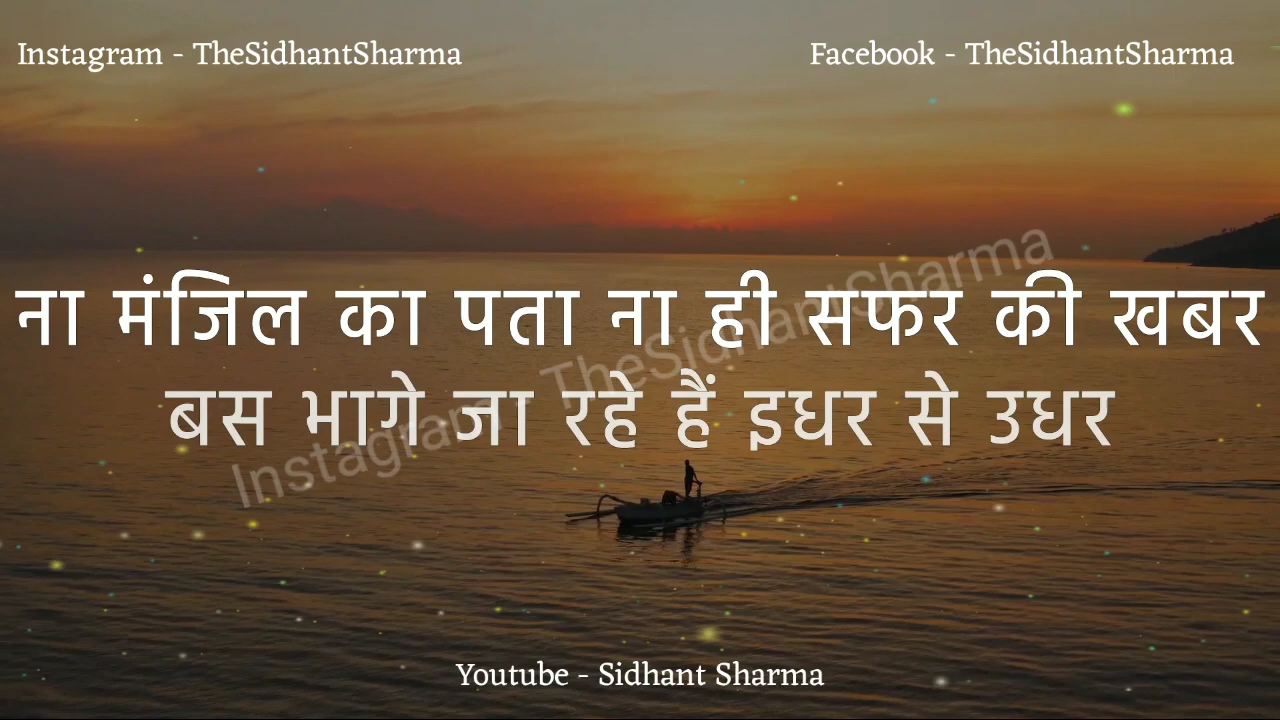 Instagram - TheSidhantSharma
Facebook - TheSidhantSharma
ना मंजिल का पता ना ही सफर की खबर
बस भागे जा रहे हैं इधर से उधर
Instagram - TheSidhantSharma
Youtube - Sidhant Sharma